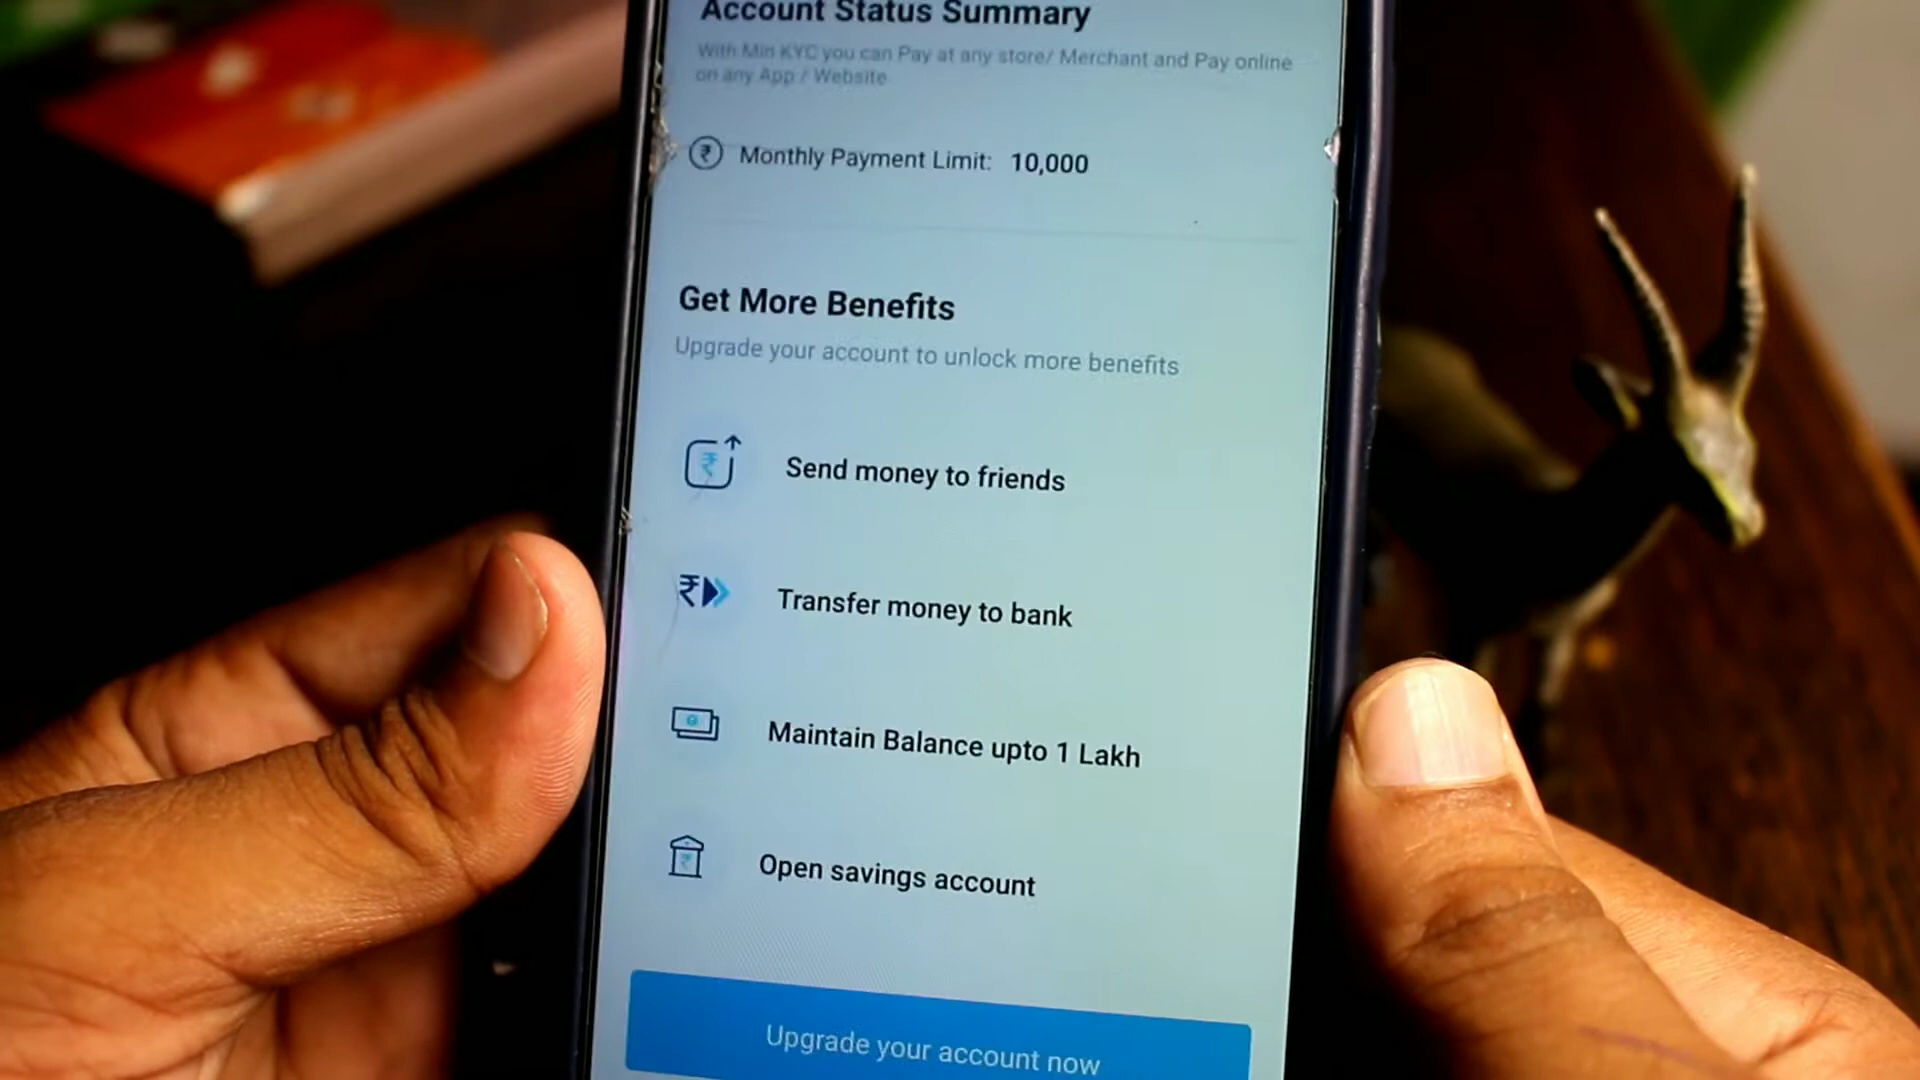 Account Status Summary
With Min KYC you can Pay at any store/ Merchant and Pay online
on any App / Website
₹ Monthly Payment Limit: 10,000
Get More Benefits
Upgrade your account to unlock more benefits
Send money to friends
Transfer money to bank
Maintain Balance upto 1 Lakh
Open savings account
Upgrade your account now